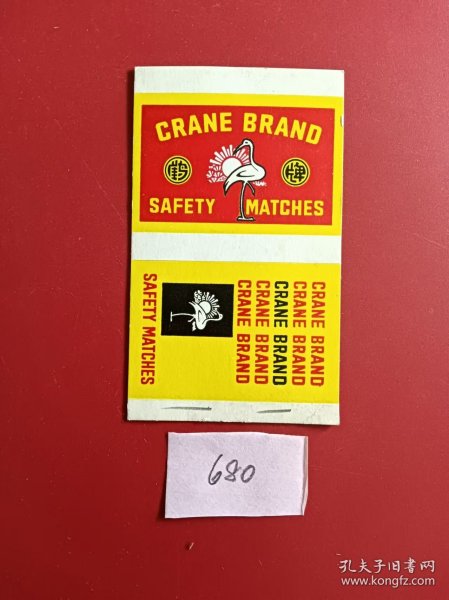 CRANE BRAND
鹤 牌
SAFETY MATCHES
CRANE BRAND
CRANE BRAND
CRANE BRAND
CRANE BRAND
CRANE BRAND
SAFETY MATCHES
680
孔夫子旧书网
www.kongfz.com